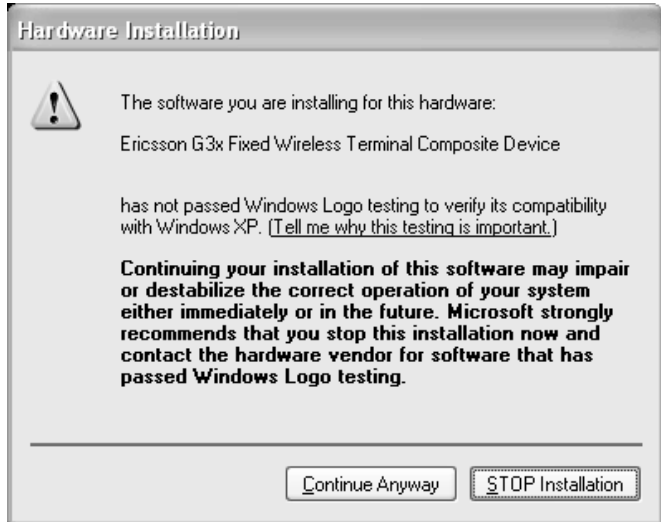 Hardware Installation
The software you are installing for this hardware:
Ericsson G3x Fixed Wireless Terminal Composite Device
has not passed Windows Logo testing to verify its compatibility
with Windows XP. (Tell me why this testing is important.)
Continuing your installation of this software may impair
or destabilize the correct operation of your system
either immediately or in the future. Microsoft strongly
recommends that you stop this installation now and
contact the hardware vendor for software that has
passed Windows Logo testing.
Continue Anyway
STOP Installation